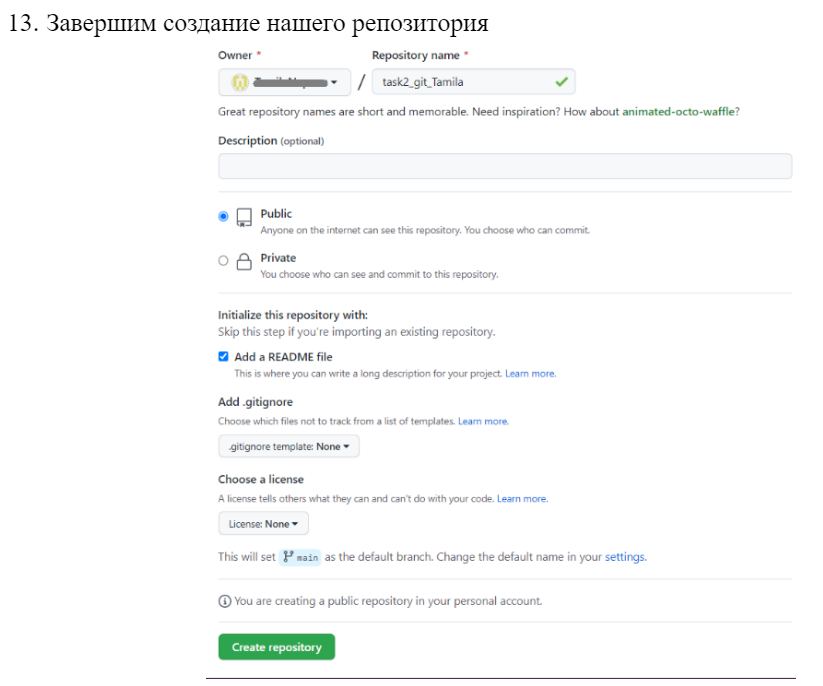 13. Завершим создание нашего репозитория
Owner * Repository name *
/ task2_git_Tamila
Great repository names are short and memorable. Need inspiration? How about animated-octo-waffle?
Description (optional)
Public
Anyone on the internet can see this repository. You choose who can commit.
Private
You choose who can see and commit to this repository.
Initialize this repository with:
Skip this step if you're importing an existing repository.
Add a README file
This is where you can write a long description for your project. Learn more.
Add .gitignore
Choose which files not to track from a list of templates. Learn more.
.gitignore template: None
Choose a license
A license tells others what they can and can't do with your code. Learn more.
License: None
This will set main as the default branch. Change the default name in your settings.
You are creating a public repository in your personal account.
Create repository